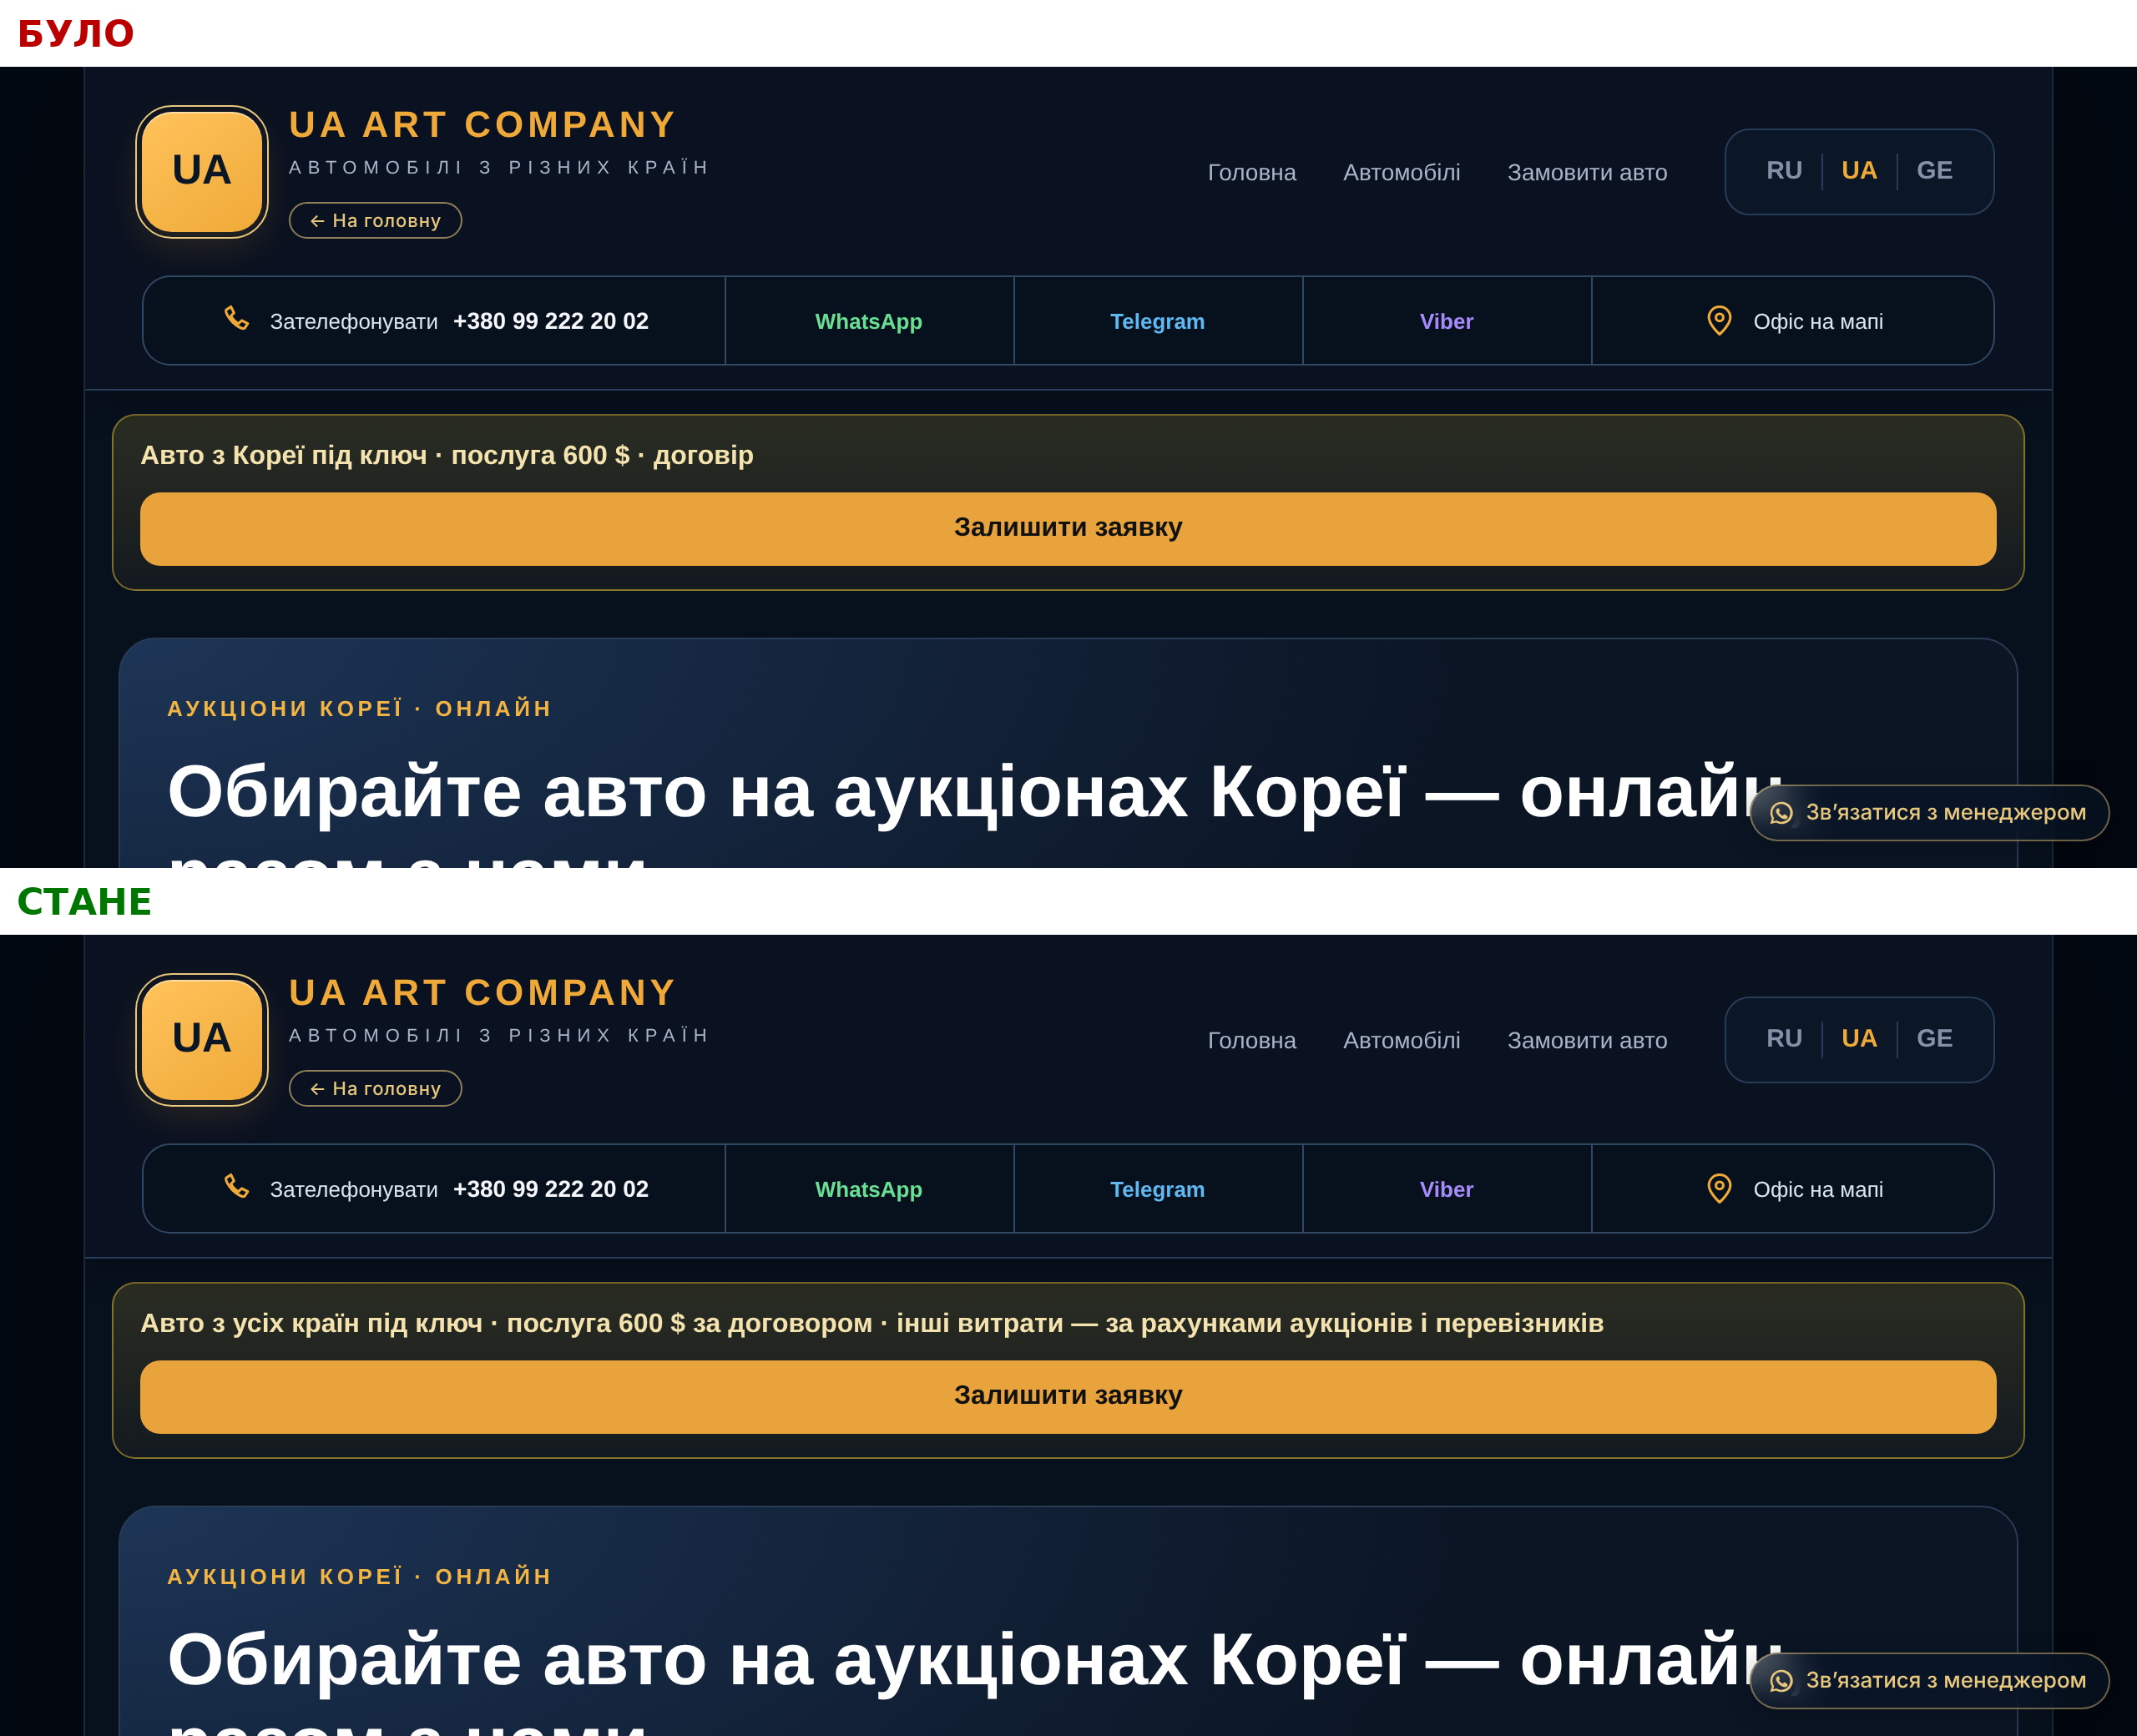 БУЛО
UA
UA ART COMPANY
АВТОМОБІЛІ З РІЗНИХ КРАЇН
← На головну
Головна Автомобілі Замовити авто RU UA GE
Зателефонувати +380 99 222 20 02 WhatsApp Telegram Viber Офіс на мапі
Авто з Кореї під ключ · послуга 600 $ · договір
Залишити заявку
АУКЦІОНИ КОРЕЇ · ОНЛАЙН
Обирайте авто на аукціонах Кореї — онлайн
разом з нами
Зв’язатися з менеджером
СТАНЕ
UA
UA ART COMPANY
АВТОМОБІЛІ З РІЗНИХ КРАЇН
← На головну
Головна Автомобілі Замовити авто RU UA GE
Зателефонувати +380 99 222 20 02 WhatsApp Telegram Viber Офіс на мапі
Авто з усіх країн під ключ · послуга 600 $ за договором · інші витрати — за рахунками аукціонів і перевізників
Залишити заявку
АУКЦІОНИ КОРЕЇ · ОНЛАЙН
Обирайте авто на аукціонах Кореї — онлайн
разом з нами
Зв’язатися з менеджером